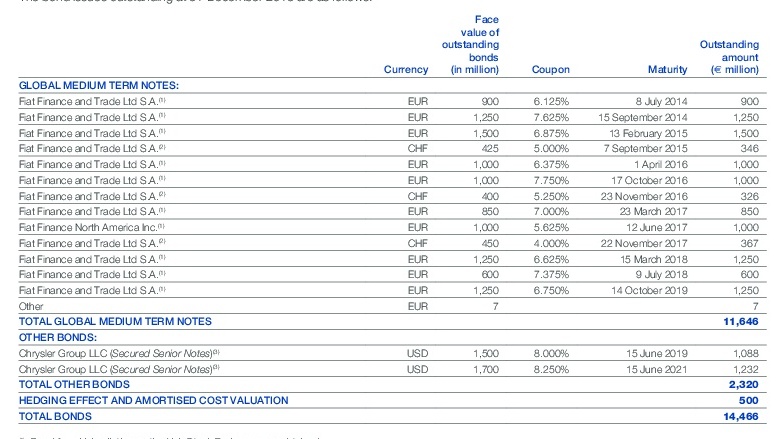 Face
value of
outstanding Outstanding
bonds amount
Currency (in million) Coupon Maturity (€ million)
GLOBAL MEDIUM TERM NOTES:
Fiat Finance and Trade Ltd S.A.(1) EUR 900 6.125% 8 July 2014 900
Fiat Finance and Trade Ltd S.A.(1) EUR 1,250 7.625% 15 September 2014 1,250
Fiat Finance and Trade Ltd S.A.(1) EUR 1,500 6.875% 13 February 2015 1,500
Fiat Finance and Trade Ltd S.A.(2) CHF 425 5.000% 7 September 2015 346
Fiat Finance and Trade Ltd S.A.(1) EUR 1,000 6.375% 1 April 2016 1,000
Fiat Finance and Trade Ltd S.A.(1) EUR 1,000 7.750% 17 October 2016 1,000
Fiat Finance and Trade Ltd S.A.(2) CHF 400 5.250% 23 November 2016 326
Fiat Finance and Trade Ltd S.A.(1) EUR 850 7.000% 23 March 2017 850
Fiat Finance North America Inc.(1) EUR 1,000 5.625% 12 June 2017 1,000
Fiat Finance and Trade Ltd S.A.(2) CHF 450 4.000% 22 November 2017 367
Fiat Finance and Trade Ltd S.A.(1) EUR 1,250 6.625% 15 March 2018 1,250
Fiat Finance and Trade Ltd S.A.(1) EUR 600 7.375% 9 July 2018 600
Fiat Finance and Trade Ltd S.A.(1) EUR 1,250 6.750% 14 October 2019 1,250
Other EUR 7 7
TOTAL GLOBAL MEDIUM TERM NOTES 11,646
OTHER BONDS:
Chrysler Group LLC (Secured Senior Notes)(3) USD 1,500 8.000% 15 June 2019 1,088
Chrysler Group LLC (Secured Senior Notes)(3) USD 1,700 8.250% 15 June 2021 1,232
TOTAL OTHER BONDS 2,320
HEDGING EFFECT AND AMORTISED COST VALUATION 500
TOTAL BONDS 14,466